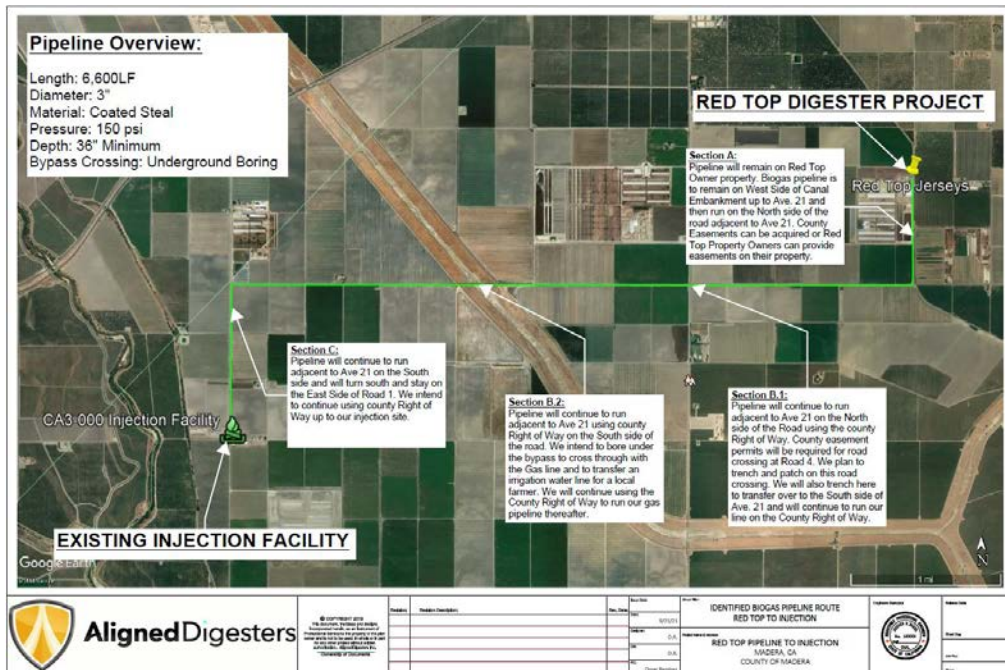 Pipeline Overview:
Length: 6,600LF
Diameter: 3"
Material: Coated Steal
Pressure: 150 psi
Depth: 36" Minimum
Bypass Crossing: Underground Boring
RED TOP DIGESTER PROJECT
Section A:
Pipeline will remain on Red Top
Owner property. Biogas pipeline is
to remain on West Side of Canal
Embankment up to Ave. 21 and
then run on the North side of the
road adjacent to Ave 21. County
Easements can be acquired or Red
Top Property Owners can provide
easements on their property.
Red Top Jerseys
Section C:
Pipeline will continue to run
adjacent to Ave 21 on the South
side and will turn south and stay on
the East Side of Road 1. We intend
to continue using county Right of
Way up to our injection site.
Section B.2:
Pipeline will continue to run
adjacent to Ave 21 using county
Right of Way on the South side of
the road. We intend to bore under
the bypass to cross through with
the Gas line and to transfer an
irrigation water line for a local
farmer. We will continue using the
County Right of Way to run our gas
pipeline thereafter.
Section B.1:
Pipeline will continue to run
adjacent to Ave 21 on the North
side of the Road using the county
Right of Way. County easement
permits will be required for road
crossing at Road 4. We plan to
trench and patch on this road
crossing. We will also trench here
to transfer over to the South side of
Ave. 21 and will continue to run our
line on the County Right of Way.
CA3 000 Injection Facility
EXISTING INJECTION FACILITY
Google Earth
N
1 mi
AlignedDigesters
Revision
Revision Description
Rev. Date
IDENTIFIED BIOGAS PIPELINE ROUTE
RED TOP TO INJECTION
RED TOP PIPELINE TO INJECTION
MADERA, CA
COUNTY OF MADERA